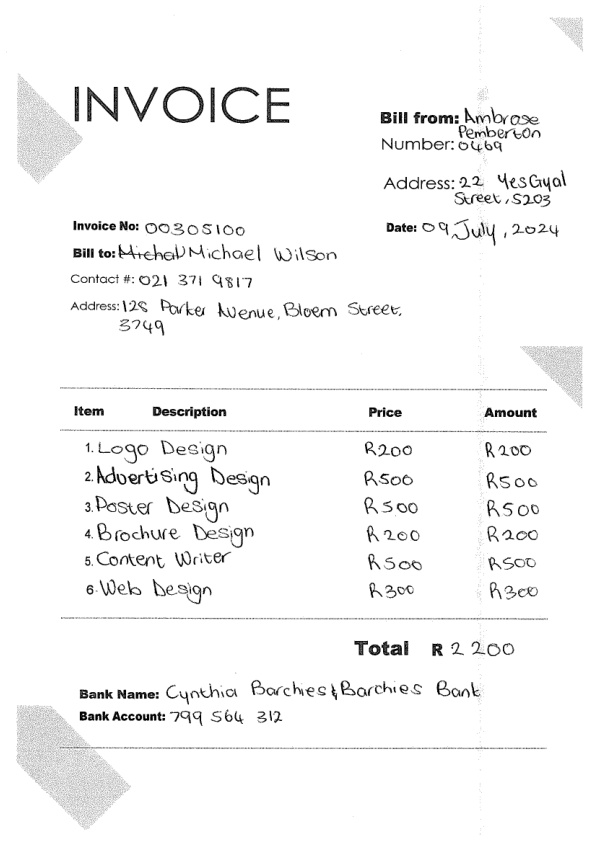 INVOICE
Bill from: Ambrose
Pemberton
Number: 0469
Address: 22 YesGyal
Street, 5203
Invoice No: 00305100
Date: 09 July, 2024
Bill to: Michal Michael Wilson
Contact #: 021 371 9817
Address: 128 Parker Avenue, Bloem Street,
3749
Item Description Price Amount
1. Logo Design R200 R200
2. Advertising Design R500 R500
3. Poster Design R500 R500
4. Brochure Design R200 R200
5. Content Writer R500 R500
6. Web Design R300 R300
Total R 2 200
Bank Name: Cynthia Barchies & Barchies Bank
Bank Account: 799 564 312